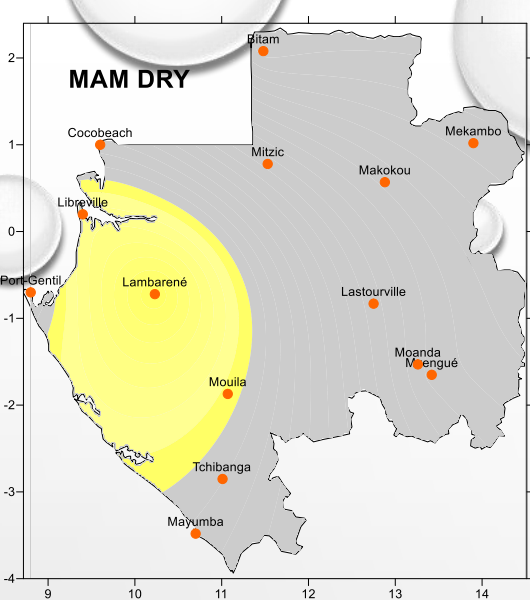 Bitam
2
MAM DRY
Cocobeach
Mekambo
1
Mitzic
Makokou
Libreville
0
Port-Gentil
Lambarené
Lastourville
-1
Moanda
Mouila
-2
Tchibanga
-3
Mayumba
-4
9 10 11 12 13 14